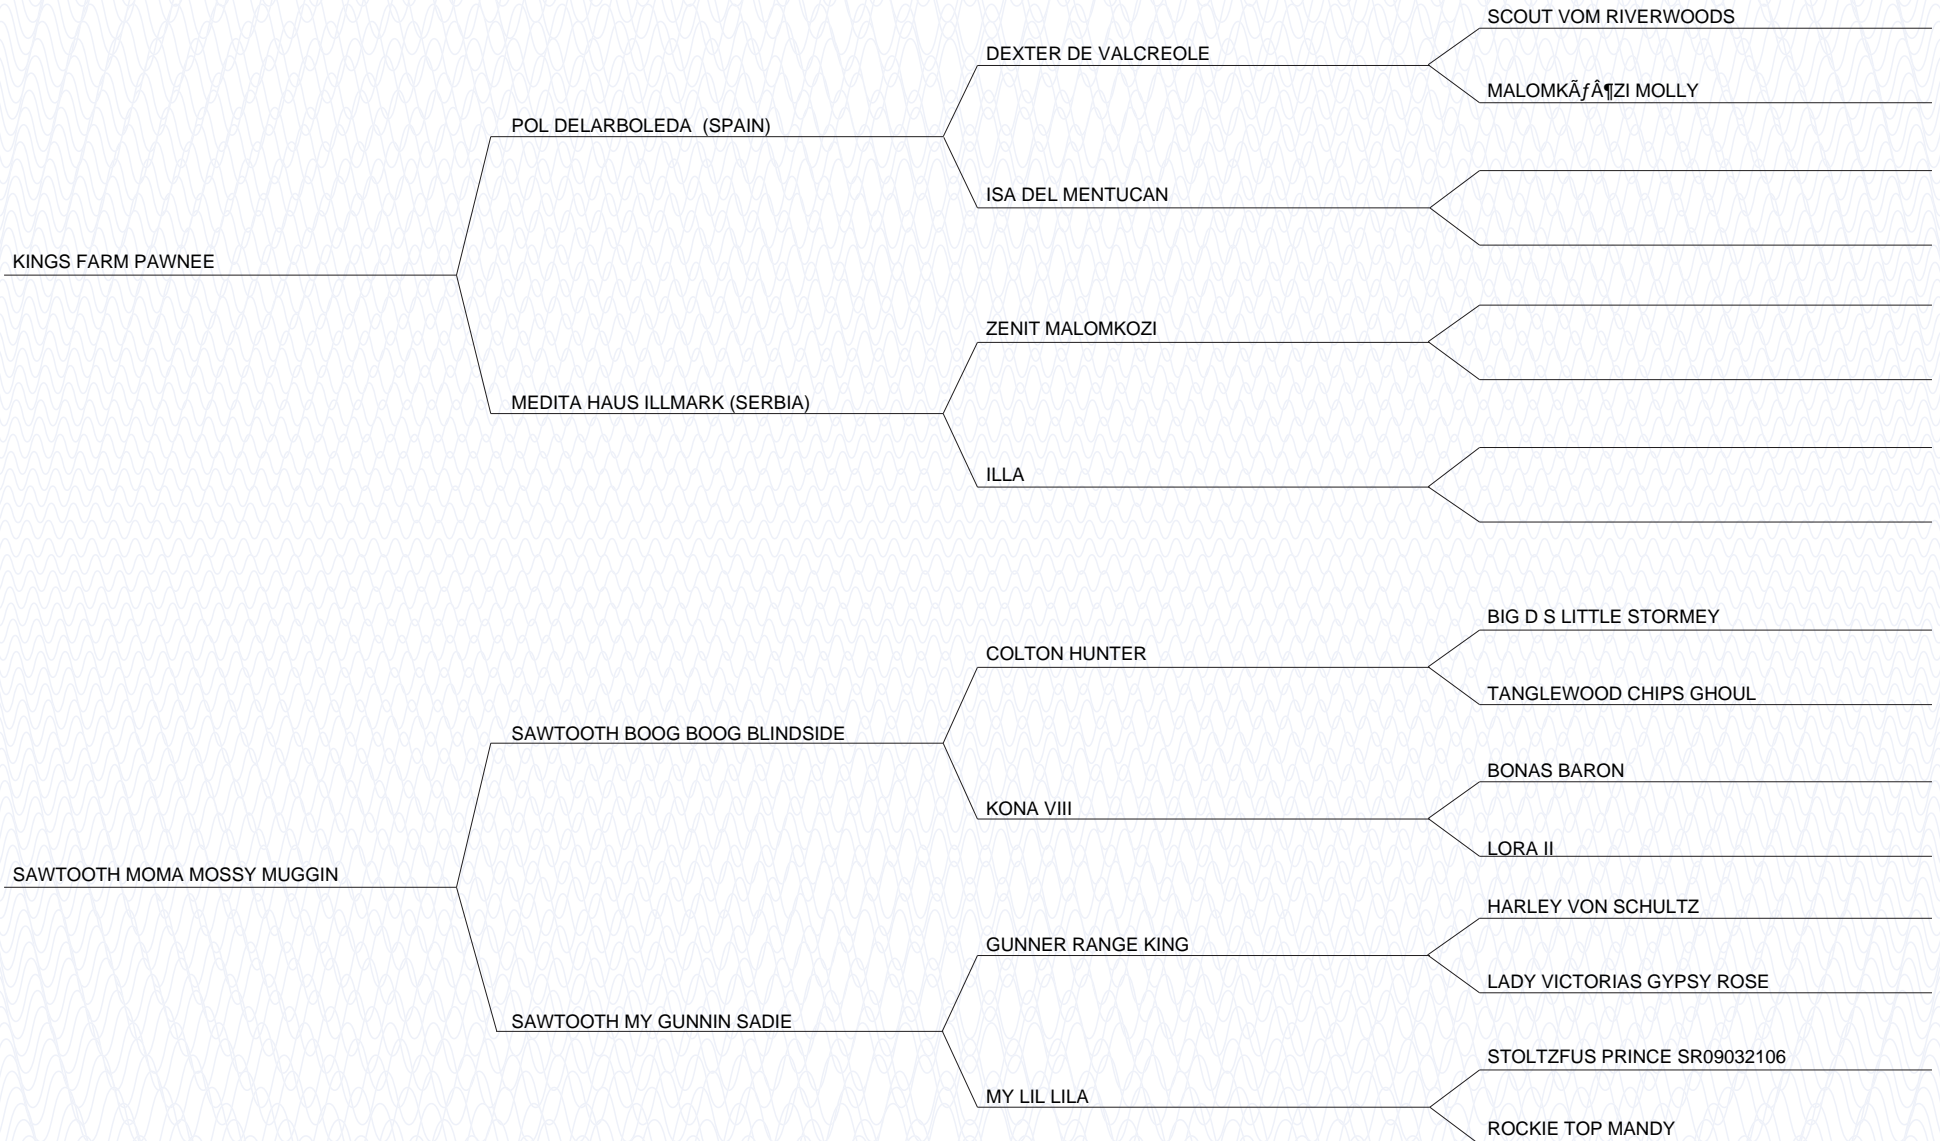 SCOUT VOM RIVERWOODS
DEXTER DE VALCREOLE
MALOMKÃƒÂ¶ZI MOLLY
POL DELARBOLEDA  (SPAIN)
ISA DEL MENTUCAN
KINGS FARM PAWNEE
ZENIT MALOMKOZI
MEDITA HAUS ILLMARK (SERBIA)
ILLA
BIG D S LITTLE STORMEY
COLTON HUNTER
TANGLEWOOD CHIPS GHOUL
SAWTOOTH BOOG BOOG BLINDSIDE
BONAS BARON
KONA VIII
LORA II
SAWTOOTH MOMA MOSSY MUGGIN
HARLEY VON SCHULTZ
GUNNER RANGE KING
LADY VICTORIAS GYPSY ROSE
SAWTOOTH MY GUNNIN SADIE
STOLTZFUS PRINCE SR09032106
MY LIL LILA
ROCKIE TOP MANDY